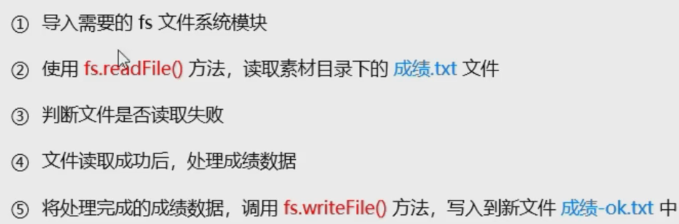 ① 导入需要的 fs 文件系统模块
② 使用 fs.readFile() 方法，读取素材目录下的 成绩.txt 文件
③ 判断文件是否读取失败
④ 文件读取成功后，处理成绩数据
⑤ 将处理完成的成绩数据，调用 fs.writeFile() 方法，写入到新文件 成绩-ok.txt 中